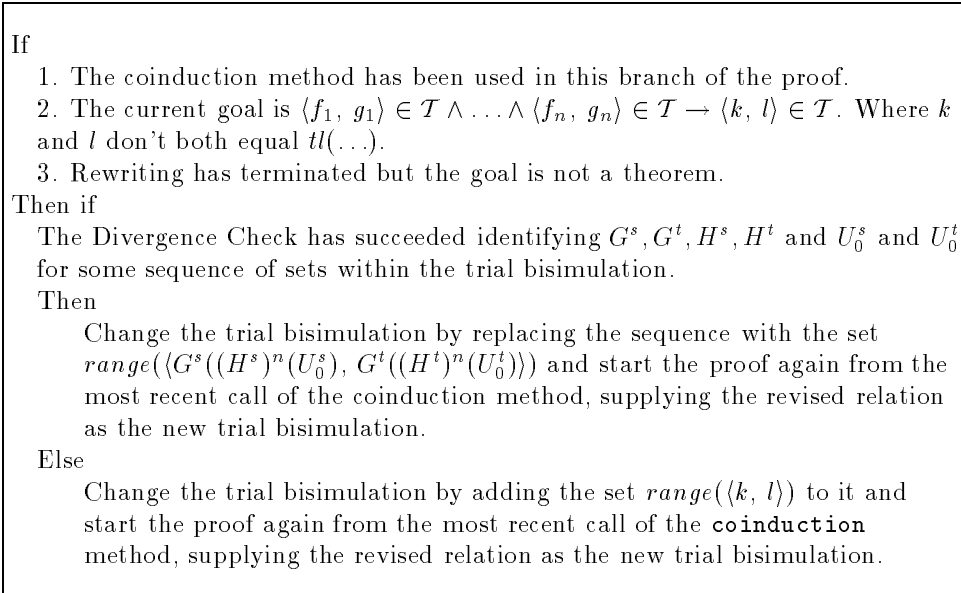 If
1. The coinduction method has been used in this branch of the proof.
2. The current goal is ⟨f₁, g₁⟩ ∈ 𝒯 ∧ … ∧ ⟨fₙ, gₙ⟩ ∈ 𝒯 → ⟨k, l⟩ ∈ 𝒯. Where k
and l don't both equal tl(…).
3. Rewriting has terminated but the goal is not a theorem.
Then if
The Divergence Check has succeeded identifying Gˢ, Gᵗ, Hˢ, Hᵗ and U₀ˢ and U₀ᵗ
for some sequence of sets within the trial bisimulation.
Then
Change the trial bisimulation by replacing the sequence with the set
range(⟨Gˢ((Hˢ)ⁿ(U₀ˢ), Gᵗ((Hᵗ)ⁿ(U₀ᵗ)⟩) and start the proof again from the
most recent call of the coinduction method, supplying the revised relation
as the new trial bisimulation.
Else
Change the trial bisimulation by adding the set range(⟨k, l⟩) to it and
start the proof again from the most recent call of the coinduction
method, supplying the revised relation as the new trial bisimulation.